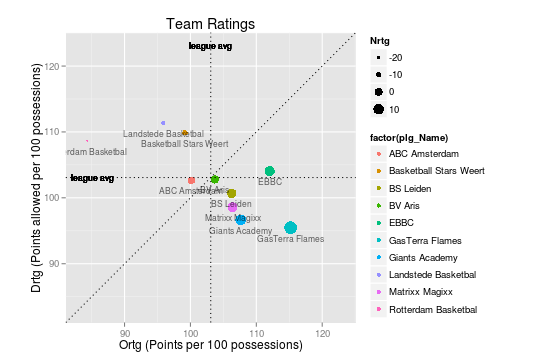 Team Ratings
league avg
120
110
100
90
Drtg (Points allowed per 100 possessions)
Landstede Basketbal
Basketball Stars Weert
rdam Basketbal
league avg
ABC Amsterdam
BV Aris
EBBC
BS Leiden
Matrixx Magixx
Giants Academy
GasTerra Flames
90
100
110
120
Ortg (Points per 100 possessions)
Nrtg
-20
-10
0
10
factor(plg_Name)
ABC Amsterdam
Basketball Stars Weert
BS Leiden
BV Aris
EBBC
GasTerra Flames
Giants Academy
Landstede Basketbal
Matrixx Magixx
Rotterdam Basketbal